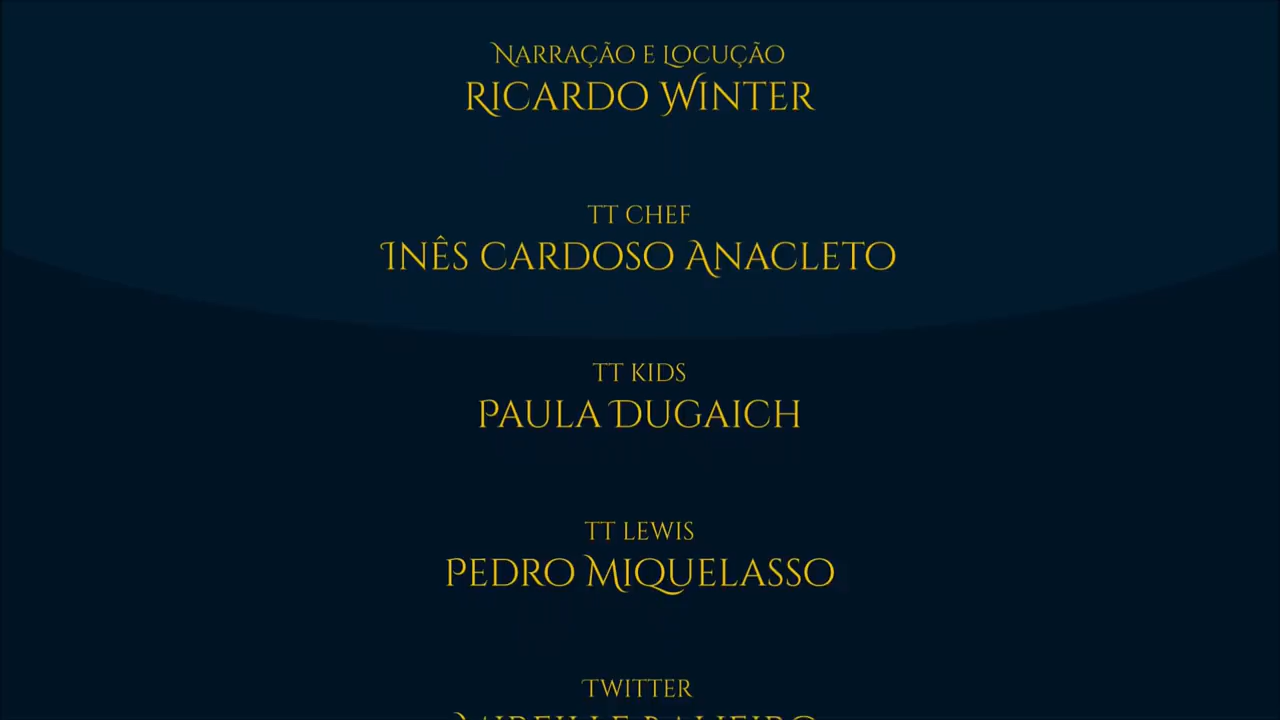 Narração e Locução
Ricardo Winter
TT Chef
Inês Cardoso Anacleto
TT Kids
Paula Dugaich
TT Lewis
Pedro Miquelasso
Twitter